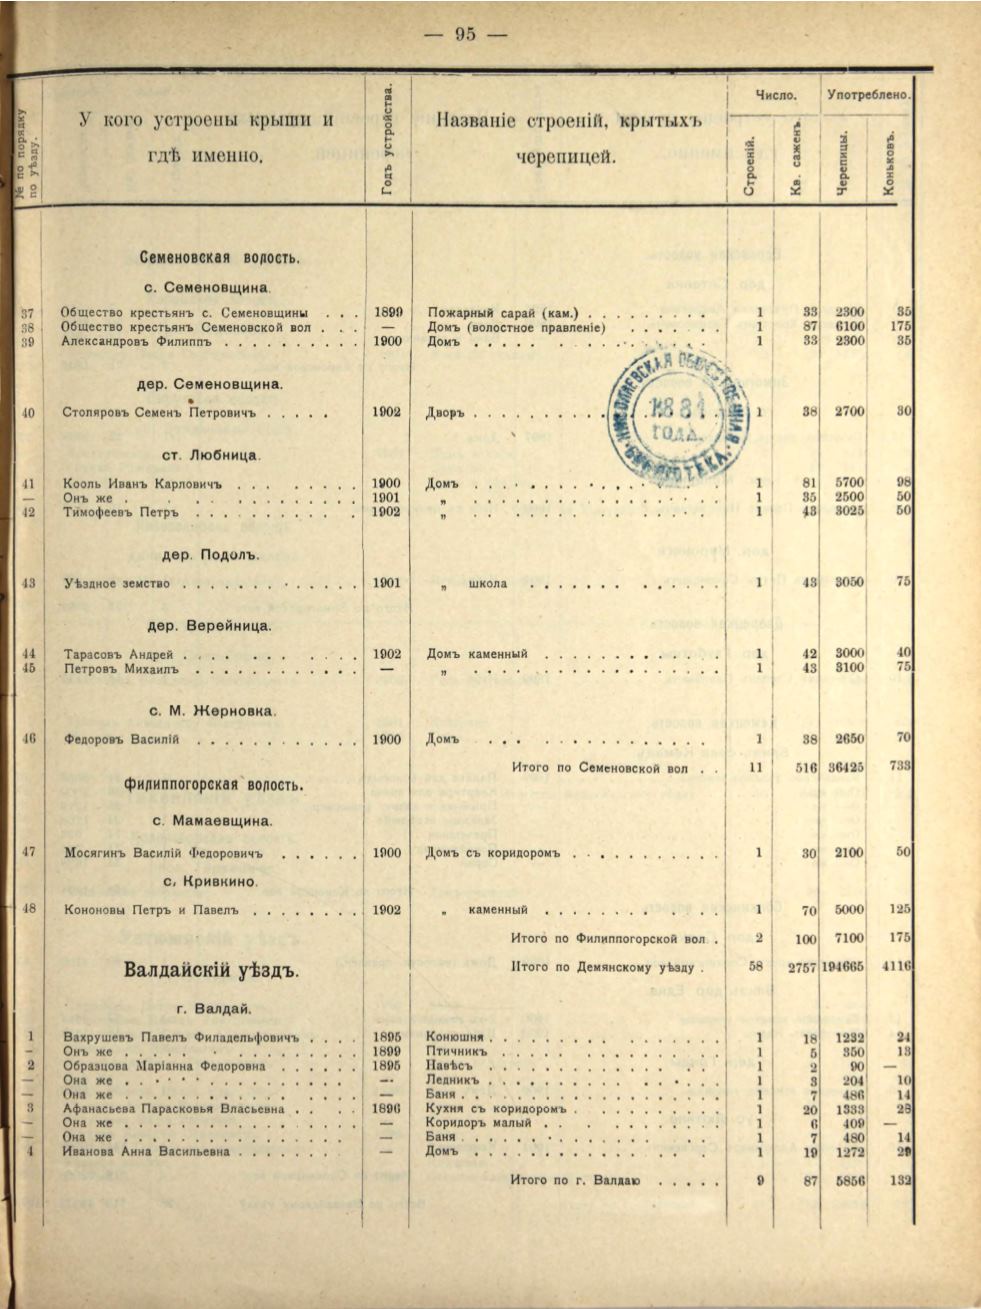 — 95 —
№ по порядку по уѣзду.
У кого устроены крыши и гдѣ именно.
Годъ устройства.
Названіе строеній, крытыхъ черепицей.
Число.
Употреблено.
Строеній.
Кв. саженъ.
Черепицы.
Коньковъ.
Семеновская волость.
с. Семеновщина.
37 Общество крестьянъ с. Семеновщины . . . 1899 Пожарный сарай (кам.) . . . . . . . . . 1 33 2300 35
38 Общество крестьянъ Семеновской вол . . . — Домъ (волостное правленіе) . . . . . . 1 87 6100 175
39 Александровъ Филиппъ . . . . . . . . . . 1900 Домъ . . . . . . . . . . . . . . 1 33 2300 35
дер. Семеновщина.
40 Столяровъ Семенъ Петровичъ . . . . . 1902 Дворъ . . . . . . . . . . . . . . 1 38 2700 30
НИКОЛАЕВСКАЯ ОБЩЕСТВЕННАЯ БИБЛІОТЕКА.
1881 ГОДА.
ст. Любница.
41 Кооль Иванъ Карловичъ . . . . . . . 1900 Домъ . . . . . . . . . . . . . . 1 81 5700 98
— Онъ же . . . . . . . . . . . . . . 1901 „ . . . . . . . . . . . . . . 1 35 2500 50
42 Тимофеевъ Петръ . . . . . . . . . . 1902 „ . . . . . . . . . . . . . . 1 43 3025 50
дер. Подолъ.
43 Уѣздное земство . . . . . . . . . . . . 1901 „ школа . . . . . . . . . . . . 1 43 3050 75
дер. Верейница.
44 Тарасовъ Андрей . . . . . . . . . . . 1902 Домъ каменный . . . . . . . . . . . 1 42 3000 40
45 Петровъ Михаилъ . . . . . . . . . . . . — „ . . . . . . . . . . . . . . 1 43 3100 75
с. М. Жерновка.
46 Федоровъ Василій . . . . . . . . . . . . 1900 Домъ . . . . . . . . . . . . . . 1 38 2650 70
Итого по Семеновской вол . . 11 516 36425 733
Филиппогорская волость.
с. Мамаевщина.
47 Мосягинъ Василій Федоровичъ . . . . . . 1900 Домъ съ коридоромъ . . . . . . . . . . 1 30 2100 50
с. Кривкино.
48 Кононовы Петръ и Павелъ . . . . . . . . 1902 „ каменный . . . . . . . . . . . 1 70 5000 125
Итого по Филиппогорской вол . 2 100 7100 175
Итого по Демянскому уѣзду . 58 2757 194665 4116
Валдайскій уѣздъ.
г. Валдай.
1 Вахрушевъ Павелъ Филадельфовичъ . . . . 1895 Конюшня . . . . . . . . . . . . . . 1 18 1232 24
— Онъ же . . . . . . . . . . . . . . 1899 Птичникъ . . . . . . . . . . . . . 1 5 350 13
2 Образцова Маріанна Федоровна . . . . . . 1895 Навѣсъ . . . . . . . . . . . . . . 1 2 90 —
— Она же . . . . . . . . . . . . . . — Ледникъ . . . . . . . . . . . . . . 1 3 204 10
— Она же . . . . . . . . . . . . . . — Баня . . . . . . . . . . . . . . 1 7 486 14
3 Афанасьева Парасковья Власьевна . . . . 1896 Кухня съ коридоромъ . . . . . . . . . . 1 20 1333 28
— Она же . . . . . . . . . . . . . . — Коридоръ малый . . . . . . . . . . . 1 6 409 —
— Она же . . . . . . . . . . . . . . — Баня . . . . . . . . . . . . . . 1 7 480 14
4 Иванова Анна Васильевна . . . . . . . . — Домъ . . . . . . . . . . . . . . 1 19 1272 29
Итого по г. Валдаю . . . . . 9 87 5856 132